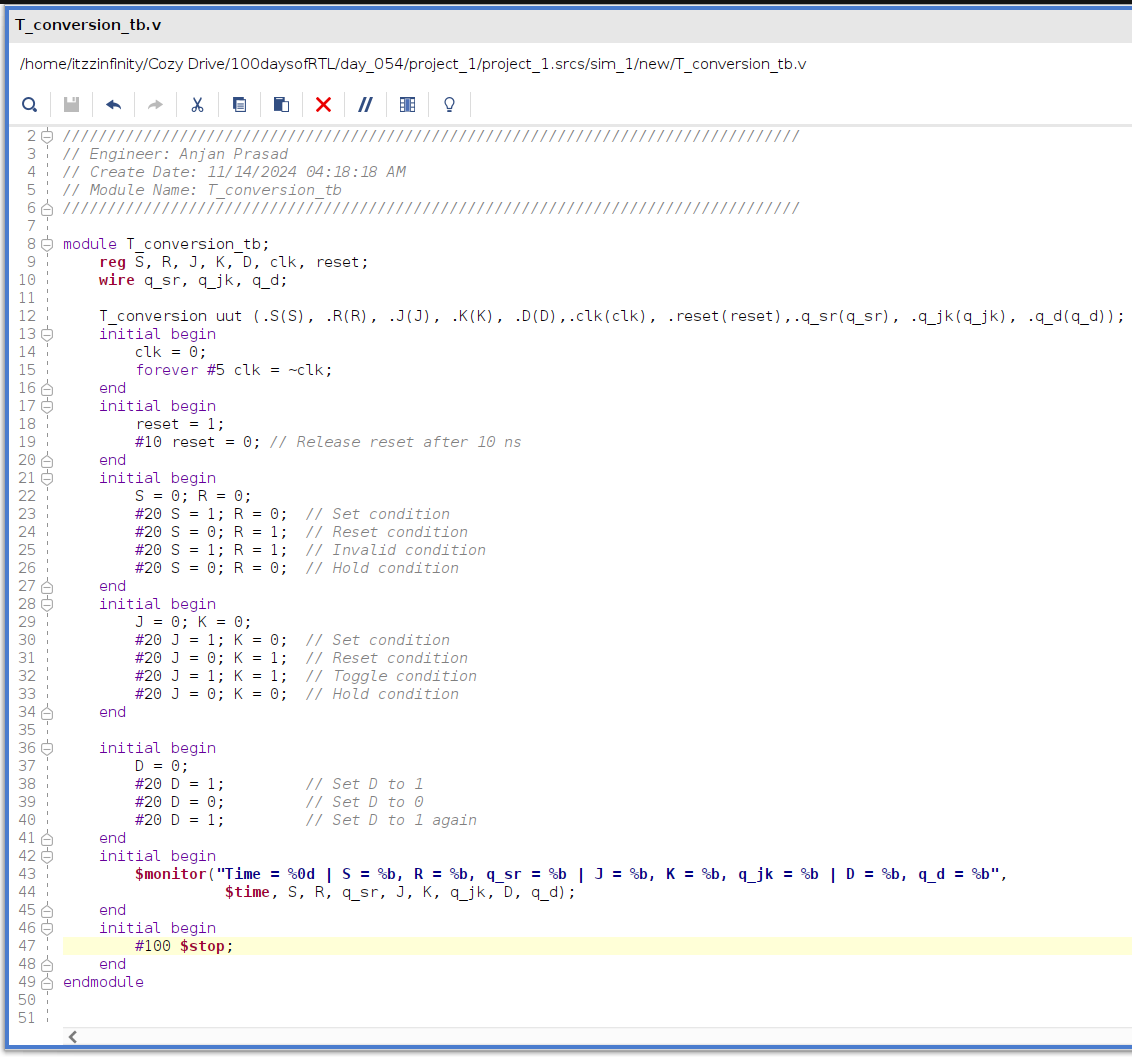 T_conversion_tb.v
/home/itzzinfinity/Cozy Drive/100daysofRTL/day_054/project_1/project_1.srcs/sim_1/new/T_conversion_tb.v
2 //////////////////////////////////////////////////////////////////////////////////
3 // Engineer: Anjan Prasad
4 // Create Date: 11/14/2024 04:18:18 AM
5 // Module Name: T_conversion_tb
6 //////////////////////////////////////////////////////////////////////////////////
7
8 module T_conversion_tb;
9     reg S, R, J, K, D, clk, reset;
10     wire q_sr, q_jk, q_d;
11
12     T_conversion uut (.S(S), .R(R), .J(J), .K(K), .D(D),.clk(clk), .reset(reset),.q_sr(q_sr), .q_jk(q_jk), .q_d(q_d));
13     initial begin
14         clk = 0;
15         forever #5 clk = ~clk;
16     end
17     initial begin
18         reset = 1;
19         #10 reset = 0; // Release reset after 10 ns
20     end
21     initial begin
22         S = 0; R = 0;
23         #20 S = 1; R = 0;  // Set condition
24         #20 S = 0; R = 1;  // Reset condition
25         #20 S = 1; R = 1;  // Invalid condition
26         #20 S = 0; R = 0;  // Hold condition
27     end
28     initial begin
29         J = 0; K = 0;
30         #20 J = 1; K = 0;  // Set condition
31         #20 J = 0; K = 1;  // Reset condition
32         #20 J = 1; K = 1;  // Toggle condition
33         #20 J = 0; K = 0;  // Hold condition
34     end
35
36     initial begin
37         D = 0;
38         #20 D = 1;         // Set D to 1
39         #20 D = 0;         // Set D to 0
40         #20 D = 1;         // Set D to 1 again
41     end
42     initial begin
43         $monitor("Time = %0d | S = %b, R = %b, q_sr = %b | J = %b, K = %b, q_jk = %b | D = %b, q_d = %b",
44                   $time, S, R, q_sr, J, K, q_jk, D, q_d);
45     end
46     initial begin
47         #100 $stop;
48     end
49 endmodule
50
51